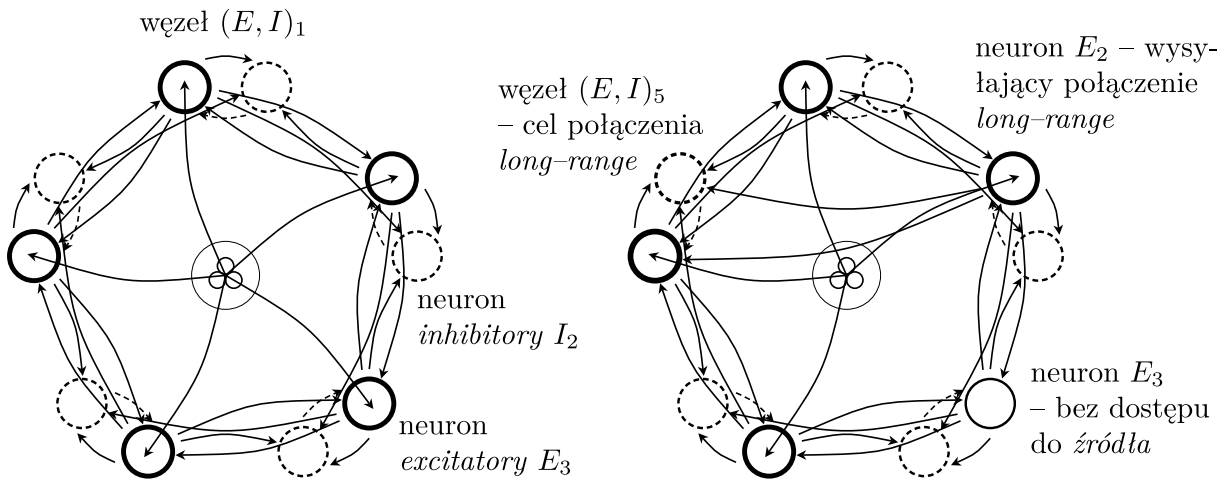 węzeł (E, I)₁
neuron
inhibitory I₂
neuron
excitatory E₃
węzeł (E, I)₅
– cel połączenia
long–range
neuron E₂ – wysy-
łający połączenie
long–range
neuron E₃
– bez dostępu
do źródła